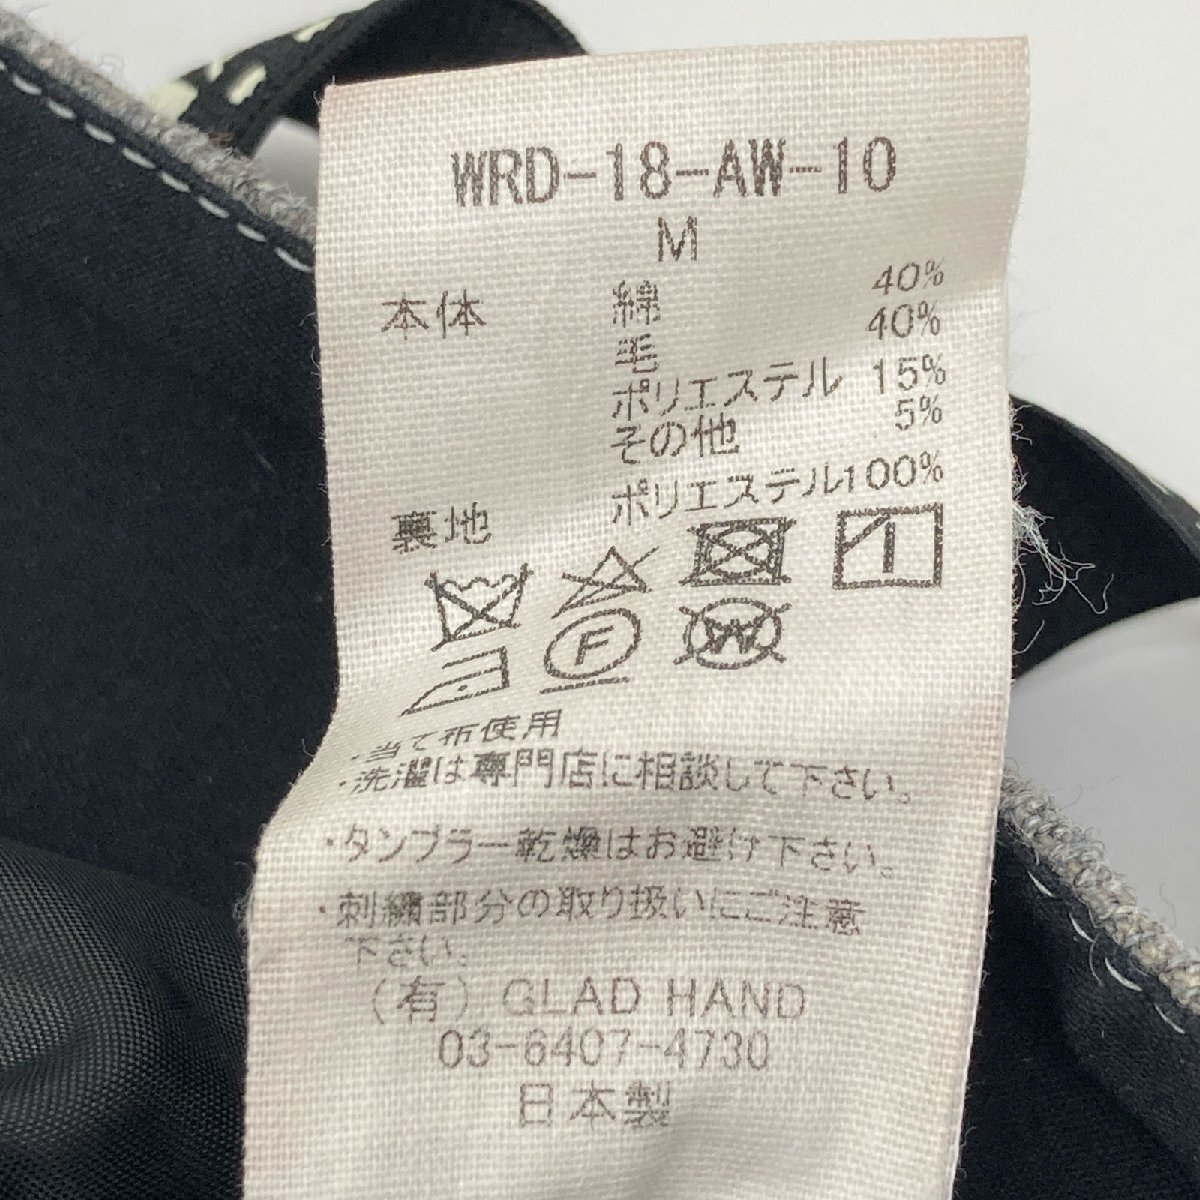 WRD-18-AW-10
M
本体 綿 40%
毛 40%
ポリエステル 15%
その他 5%
裏地 ポリエステル100%
F
W
・当て布使用
・洗濯は専門店に相談して下さい。
・タンブラー乾燥はお避け下さい。
・刺繍部分の取り扱いにご注意
下さい。
(有) GLAD HAND
03-6407-4730
日本製